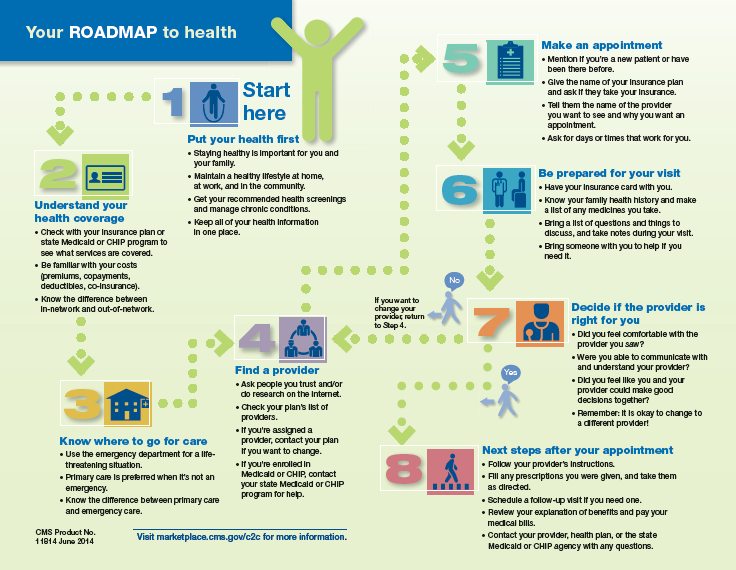 Your ROADMAP to health
1
Start
here
Put your health first
• Staying healthy is important for you and
your family.
• Maintain a healthy lifestyle at home,
at work, and in the community.
• Get your recommended health screenings
and manage chronic conditions.
• Keep all of your health information
in one place.
2
Understand your
health coverage
• Check with your insurance plan or
state Medicaid or CHIP program to
see what services are covered.
• Be familiar with your costs
(premiums, copayments,
deductibles, co-insurance).
• Know the difference between
in-network and out-of-network.
3
Know where to go for care
• Use the emergency department for a life-
threatening situation.
• Primary care is preferred when it's not an
emergency.
• Know the difference between primary care
and emergency care.
4
Find a provider
• Ask people you trust and/or
do research on the internet.
• Check your plan's list of
providers.
• If you're assigned a
provider, contact your plan
if you want to change.
• If you're enrolled in
Medicaid or CHIP, contact
your state Medicaid or CHIP
program for help.
5
Make an appointment
• Mention if you're a new patient or have
been there before.
• Give the name of your insurance plan
and ask if they take your insurance.
• Tell them the name of the provider
you want to see and why you want an
appointment.
• Ask for days or times that work for you.
6
Be prepared for your visit
• Have your insurance card with you.
• Know your family health history and make
a list of any medicines you take.
• Bring a list of questions and things to
discuss, and take notes during your visit.
• Bring someone with you to help if you
need it.
No
If you want to
change your
provider, return
to Step 4.
7
Decide if the provider is
right for you
• Did you feel comfortable with the
provider you saw?
• Were you able to communicate with
and understand your provider?
• Did you feel like you and your
provider could make good
decisions together?
• Remember: it is okay to change to
a different provider!
Yes
8
Next steps after your appointment
• Follow your provider's instructions.
• Fill any prescriptions you were given, and take them
as directed.
• Schedule a follow-up visit if you need one.
• Review your explanation of benefits and pay your
medical bills.
• Contact your provider, health plan, or the state
Medicaid or CHIP agency with any questions.
CMS Product No.
11814 June 2014
Visit marketplace.cms.gov/c2c for more information.